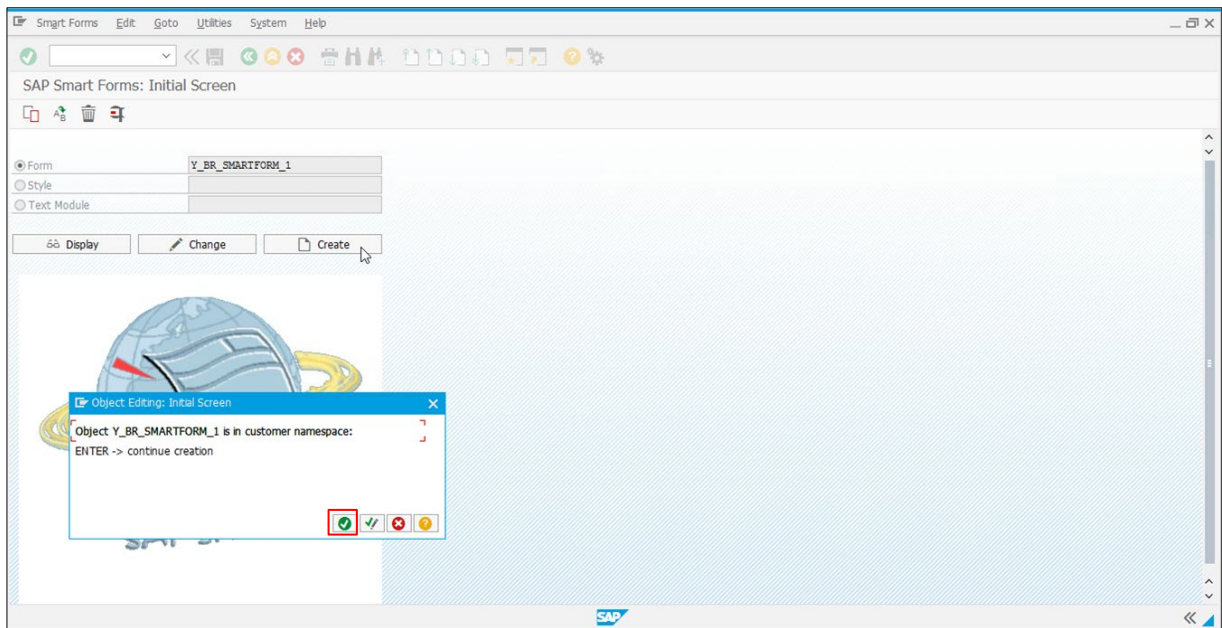 Smart Forms Edit Goto Utilities System Help
SAP Smart Forms: Initial Screen
Form Y_BR_SMARTFORM_1
Style
Text Module
Display Change Create
Object Editing: Initial Screen
Object Y_BR_SMARTFORM_1 is in customer namespace:
ENTER -> continue creation
SAP